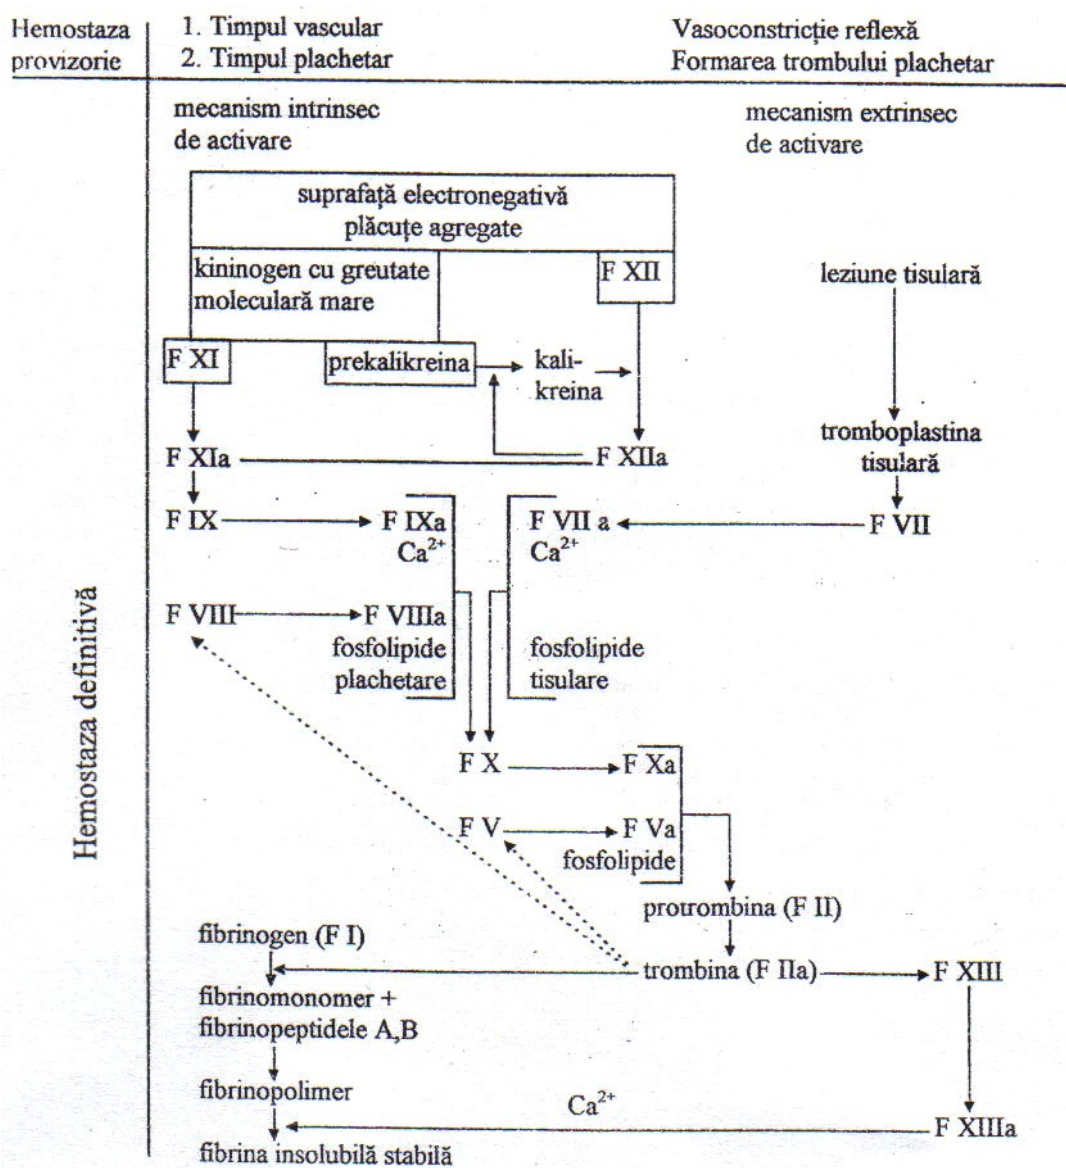 Hemostaza
provizorie
1. Timpul vascular
2. Timpul plachetar
Vasoconstricție reflexă
Formarea trombului plachetar
mecanism intrinsec
de activare
mecanism extrinsec
de activare
suprafață electronegativă
plăcuțe agregate
kininogen cu greutate
moleculară mare
F XII
leziune tisulară
F XI
prekalikreina
kali-
kreina
tromboplastina
tisulară
F XIa
F XIIa
F IX
F IXa
Ca²⁺
F VII a
Ca²⁺
F VII
Hemostaza definitivă
F VIII
F VIIIa
fosfolipide
plachetare
fosfolipide
tisulare
F X
F Xa
F V
F Va
fosfolipide
protrombina (F II)
fibrinogen (F I)
trombina (F IIa)
F XIII
fibrinomonomer +
fibrinopeptidele A,B
fibrinopolimer
Ca²⁺
F XIIIa
fibrina insolubilă stabilă